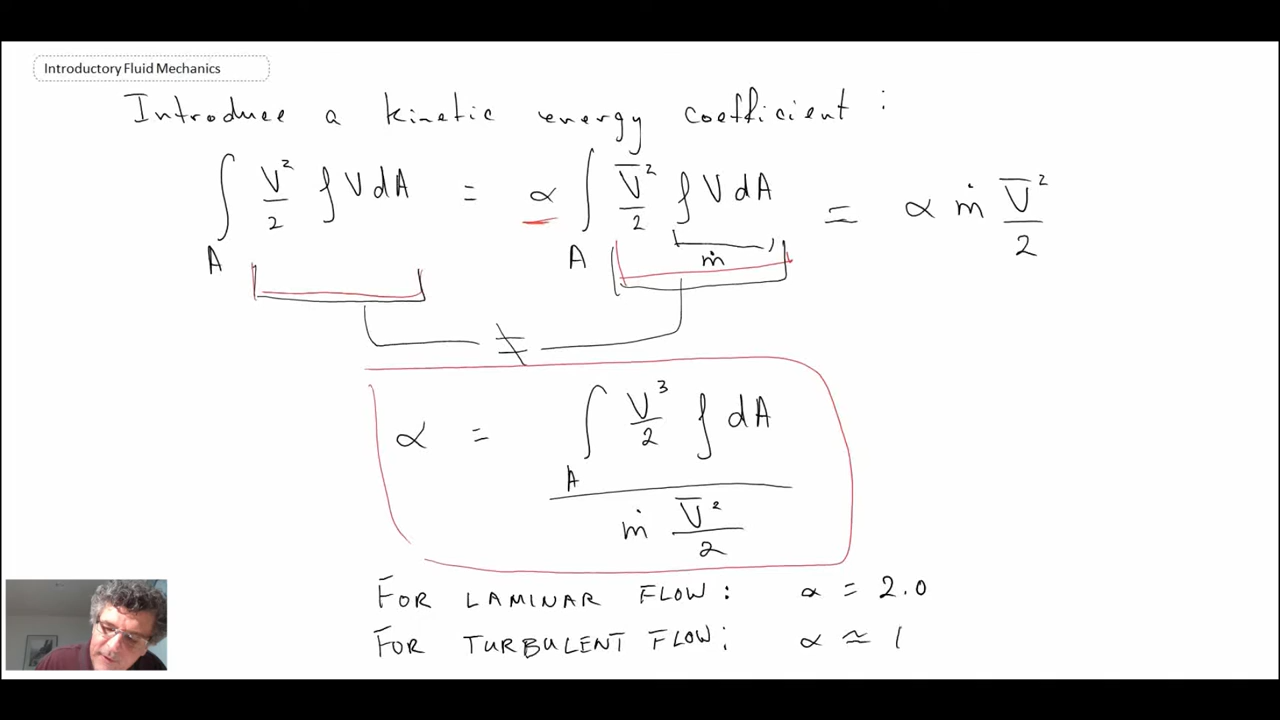 Introductory Fluid Mechanics
Introduce a kinetic energy coefficient :
∫_A V²/2 ρ V dA = α ∫_A V̅²/2 ρ V dA = α ṁ V̅²/2
ṁ
≠
α = ∫_A V³/2 ρ dA / ṁ V̅²/2
FOR LAMINAR FLOW : α = 2.0
FOR TURBULENT FLOW : α ≈ 1